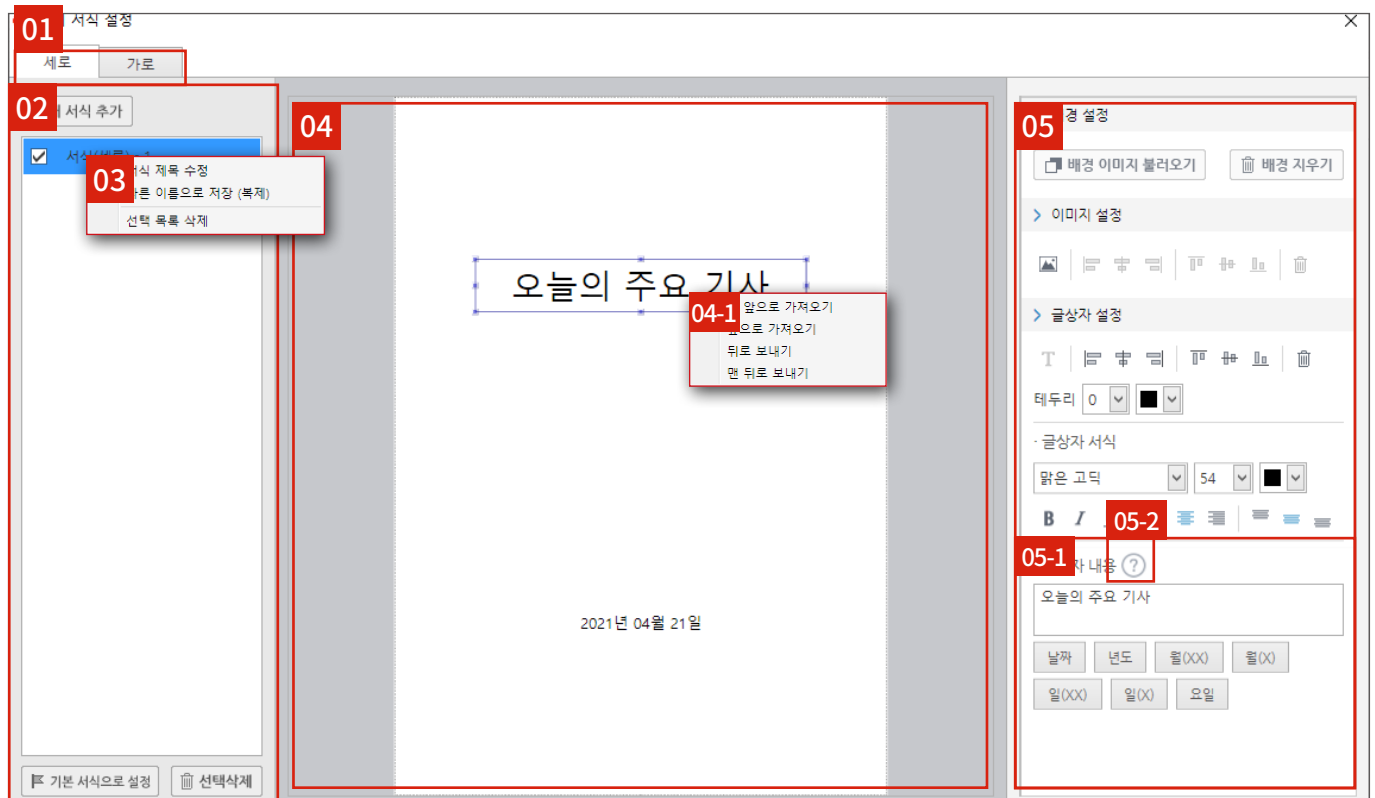 01
서식 설정
세로 가로
02 서식 추가
서식(세로) - 1
03
서식 제목 수정
다른 이름으로 저장 (복제)
선택 목록 삭제
기본 서식으로 설정 선택삭제
04
오늘의 주요 기사
04-1
앞으로 가져오기
앞으로 가져오기
뒤로 보내기
맨 뒤로 보내기
2021년 04월 21일
05
경 설정
배경 이미지 불러오기 배경 지우기
이미지 설정
글상자 설정
T
테두리 0
· 글상자 서식
맑은 고딕 54
B I
05-2
05-1
자 내용 ?
오늘의 주요 기사
날짜 년도 월(XX) 월(X)
일(XX) 일(X) 요일